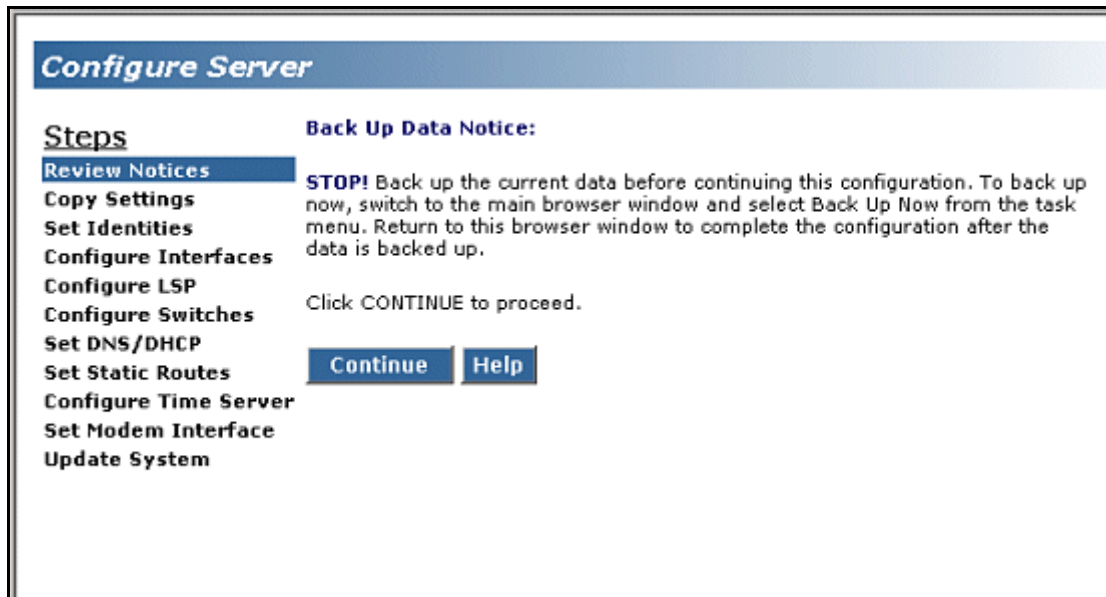 Configure Server
Steps
Review Notices
Copy Settings
Set Identities
Configure Interfaces
Configure LSP
Configure Switches
Set DNS/DHCP
Set Static Routes
Configure Time Server
Set Modem Interface
Update System
Back Up Data Notice:
STOP! Back up the current data before continuing this configuration. To back up
now, switch to the main browser window and select Back Up Now from the task
menu. Return to this browser window to complete the configuration after the
data is backed up.
Click CONTINUE to proceed.
Continue Help